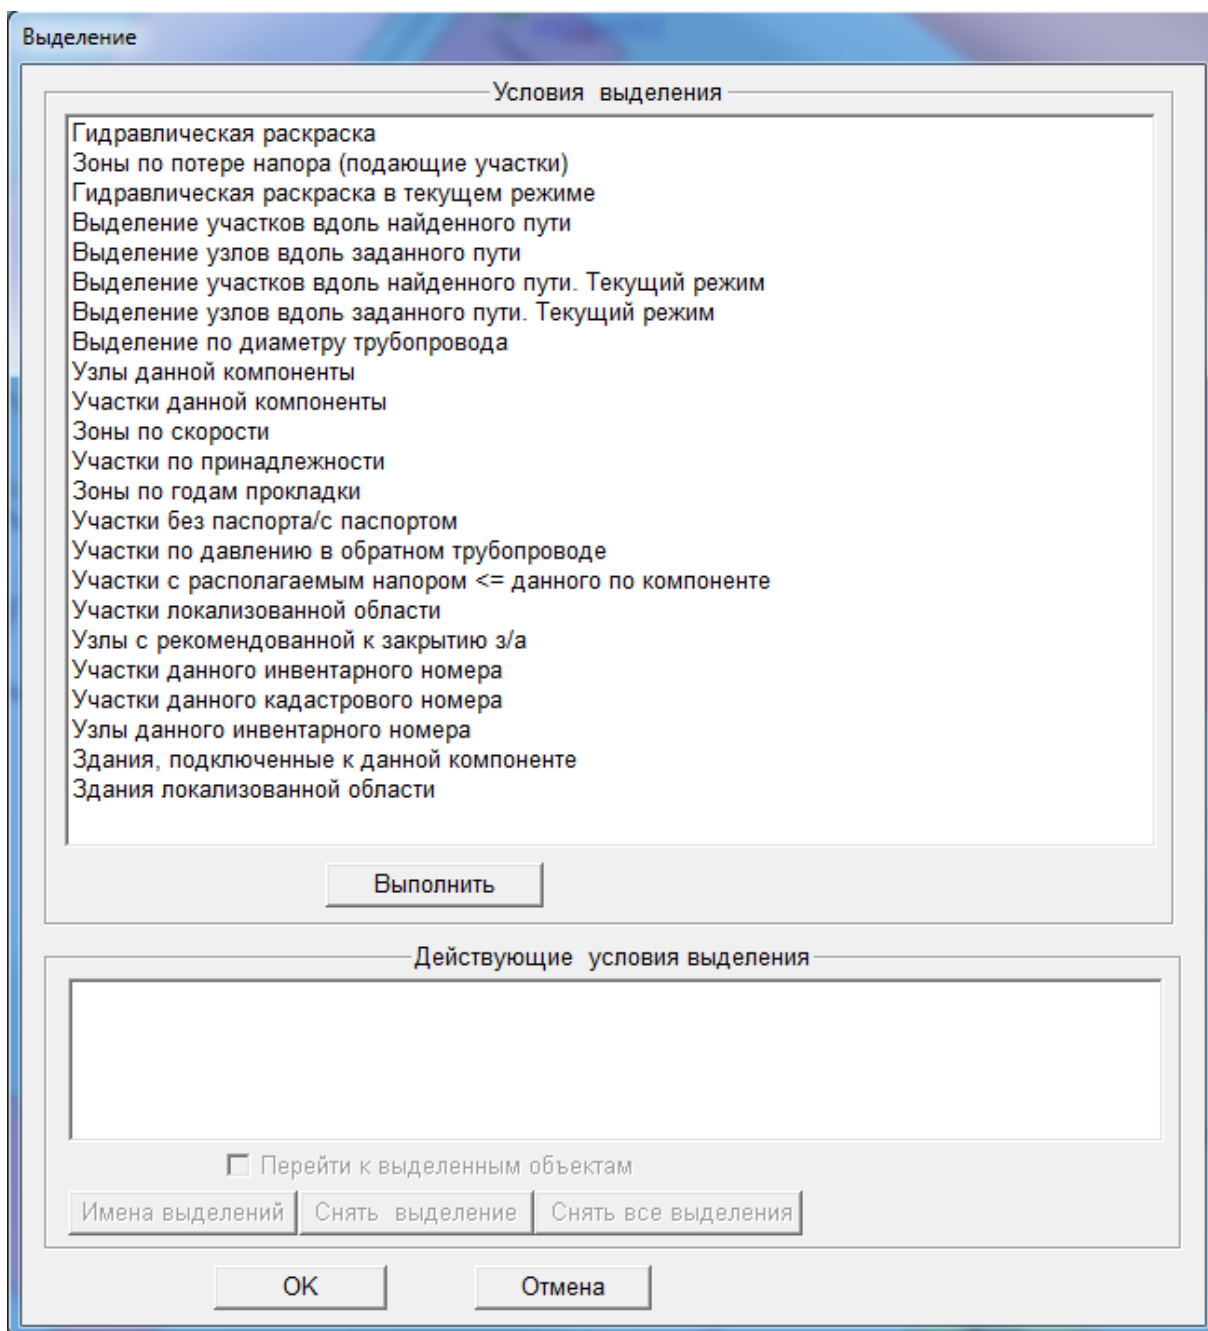 Выделение
Условия выделения
Гидравлическая раскраска
Зоны по потере напора (подающие участки)
Гидравлическая раскраска в текущем режиме
Выделение участков вдоль найденного пути
Выделение узлов вдоль заданного пути
Выделение участков вдоль найденного пути. Текущий режим
Выделение узлов вдоль заданного пути. Текущий режим
Выделение по диаметру трубопровода
Узлы данной компоненты
Участки данной компоненты
Зоны по скорости
Участки по принадлежности
Зоны по годам прокладки
Участки без паспорта/с паспортом
Участки по давлению в обратном трубопроводе
Участки с располагаемым напором <= данного по компоненте
Участки локализованной области
Узлы с рекомендованной к закрытию з/а
Участки данного инвентарного номера
Участки данного кадастрового номера
Узлы данного инвентарного номера
Здания, подключенные к данной компоненте
Здания локализованной области
Выполнить
Действующие условия выделения
Перейти к выделенным объектам
Имена выделений Снять выделение Снять все выделения
OK Отмена